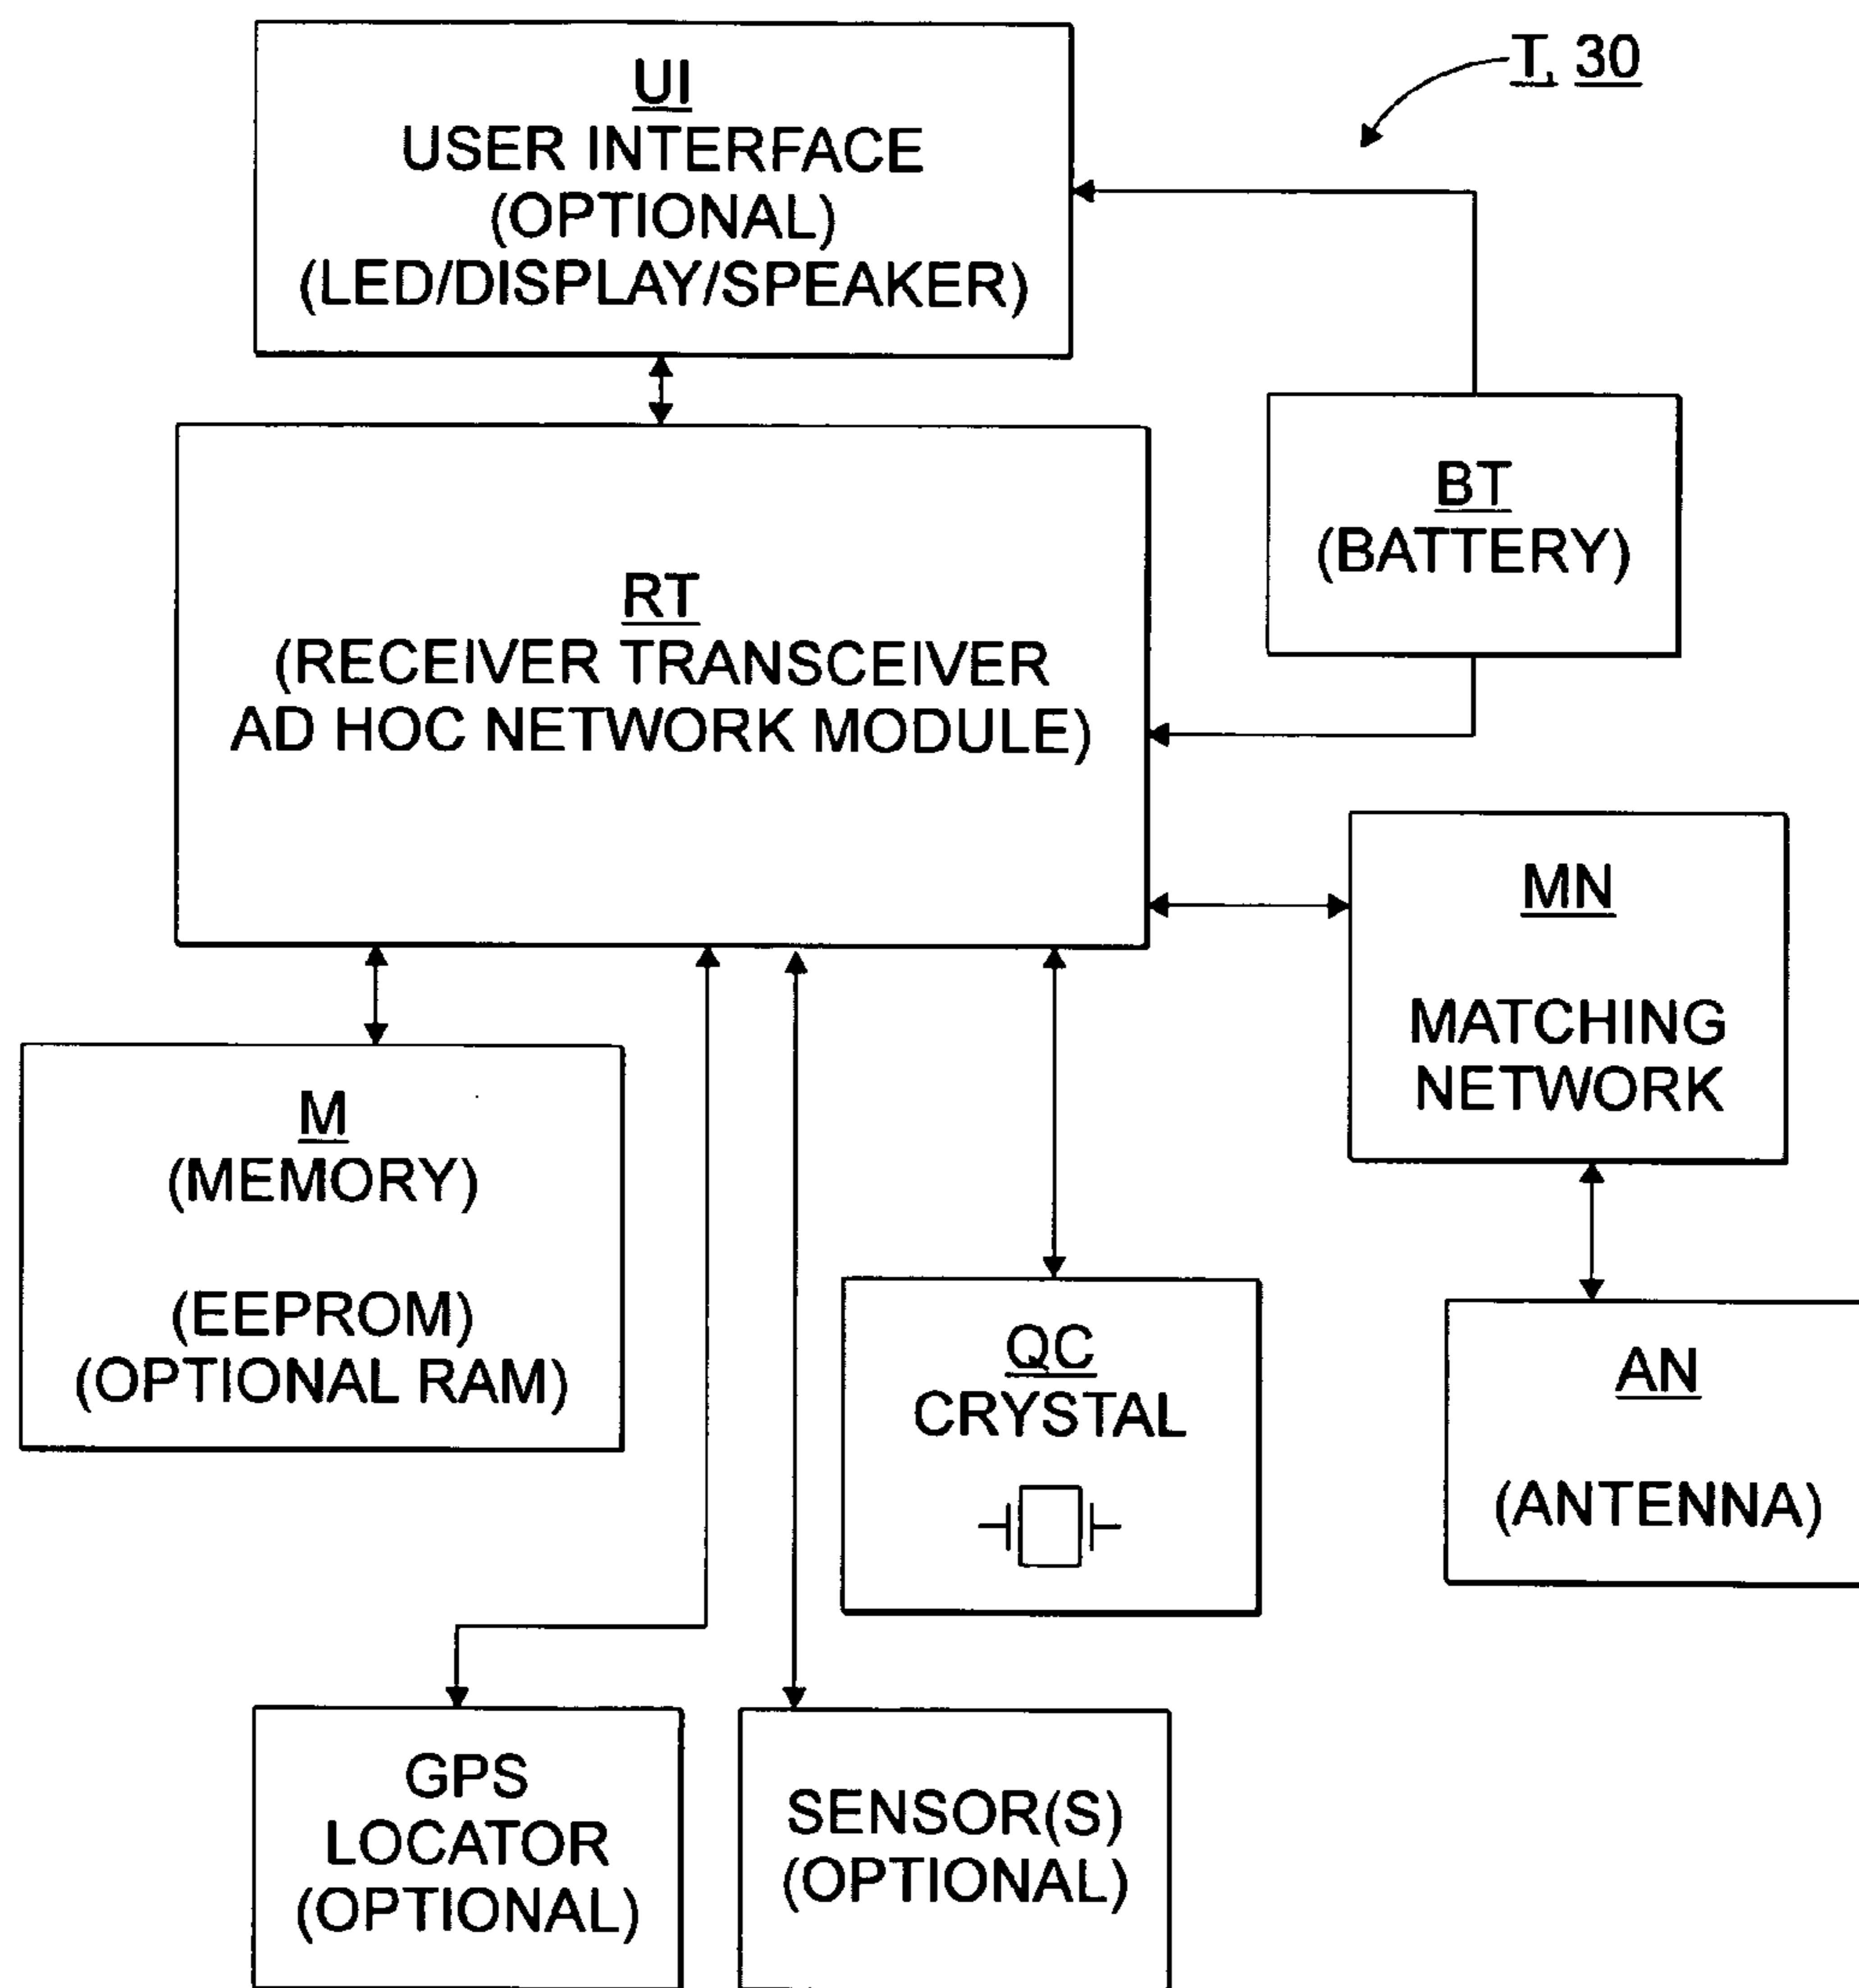 UI
USER INTERFACE
(OPTIONAL)
(LED/DISPLAY/SPEAKER)
T, 30
BT
(BATTERY)
RT
(RECEIVER TRANSCEIVER
AD HOC NETWORK MODULE)
MN
MATCHING
NETWORK
M
(MEMORY)
(EEPROM)
(OPTIONAL RAM)
QC
CRYSTAL
AN
(ANTENNA)
GPS
LOCATOR
(OPTIONAL)
SENSOR(S)
(OPTIONAL)